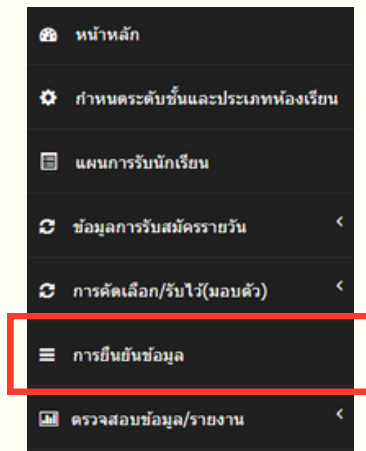 หน้าหลัก
กำหนดระดับชั้นและประเภทห้องเรียน
แผนการรับนักเรียน
ข้อมูลการรับสมัครรายวัน
การคัดเลือก/รับไว้(มอบตัว)
การยืนยันข้อมูล
ตรวจสอบข้อมูล/รายงาน